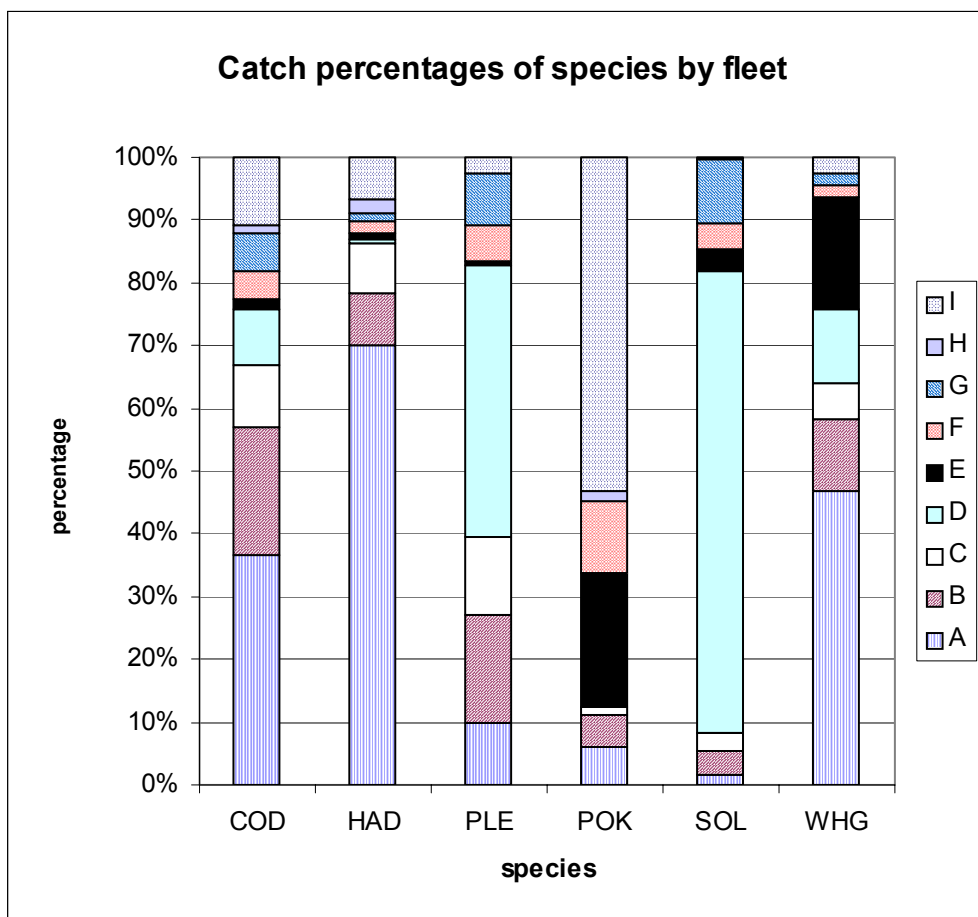 Catch percentages of species by fleet
100%
90%
80%
70%
60%
50%
40%
30%
20%
10%
0%
percentage
COD HAD PLE POK SOL WHG
species
I
H
G
F
E
D
C
B
A